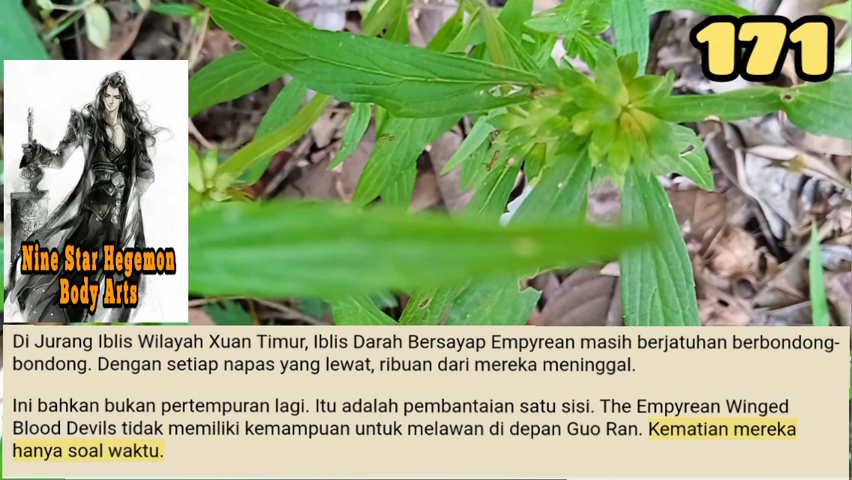 171
Nine Star Hegemon
Body Arts
Di Jurang Iblis Wilayah Xuan Timur, Iblis Darah Bersayap Empyrean masih berjatuhan berbondong-
bondong. Dengan setiap napas yang lewat, ribuan dari mereka meninggal.
Ini bahkan bukan pertempuran lagi. Itu adalah pembantaian satu sisi. The Empyrean Winged
Blood Devils tidak memiliki kemampuan untuk melawan di depan Guo Ran. Kematian mereka
hanya soal waktu.